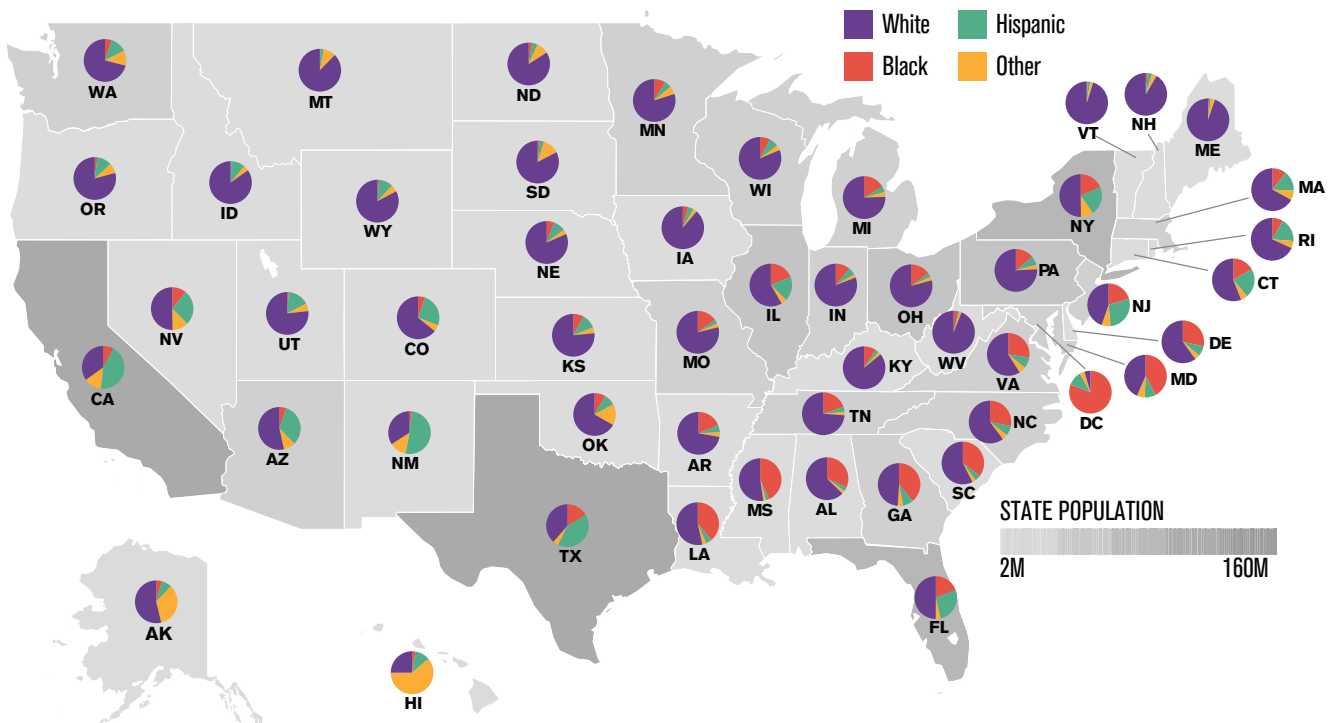 White
Hispanic
Black
Other
WA
MT
ND
MN
VT
NH
ME
OR
ID
WY
SD
WI
MI
NY
MA
RI
CT
NE
IA
PA
NJ
NV
UT
CO
KS
MO
IL
IN
OH
WV
KY
VA
DE
MD
DC
CA
AZ
NM
OK
AR
TN
NC
SC
MS
AL
GA
TX
LA
FL
STATE POPULATION
2M
160M
AK
HI